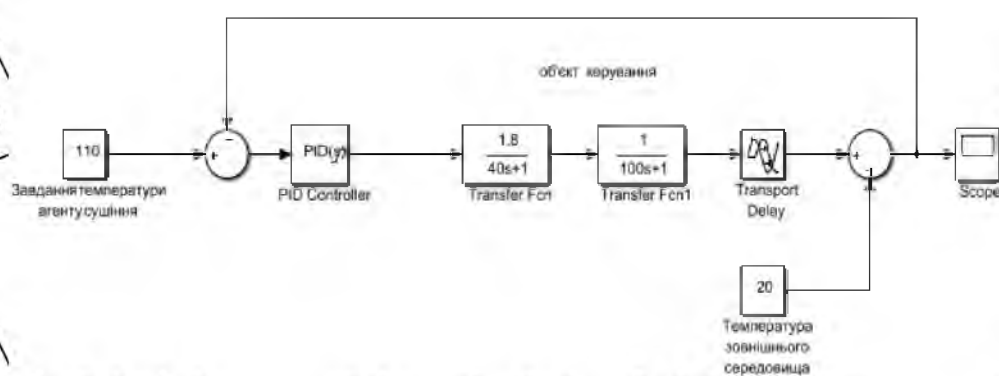 об'єкт керування
110
Завдання температури
агенту сушіння
+
−
PID(s)
PID Controller
1.8
40s+1
Transfer Fcn
1
100s+1
Transfer Fcn1
Transport
Delay
+
+
Scope
20
Температура
зовнішнього
середовища